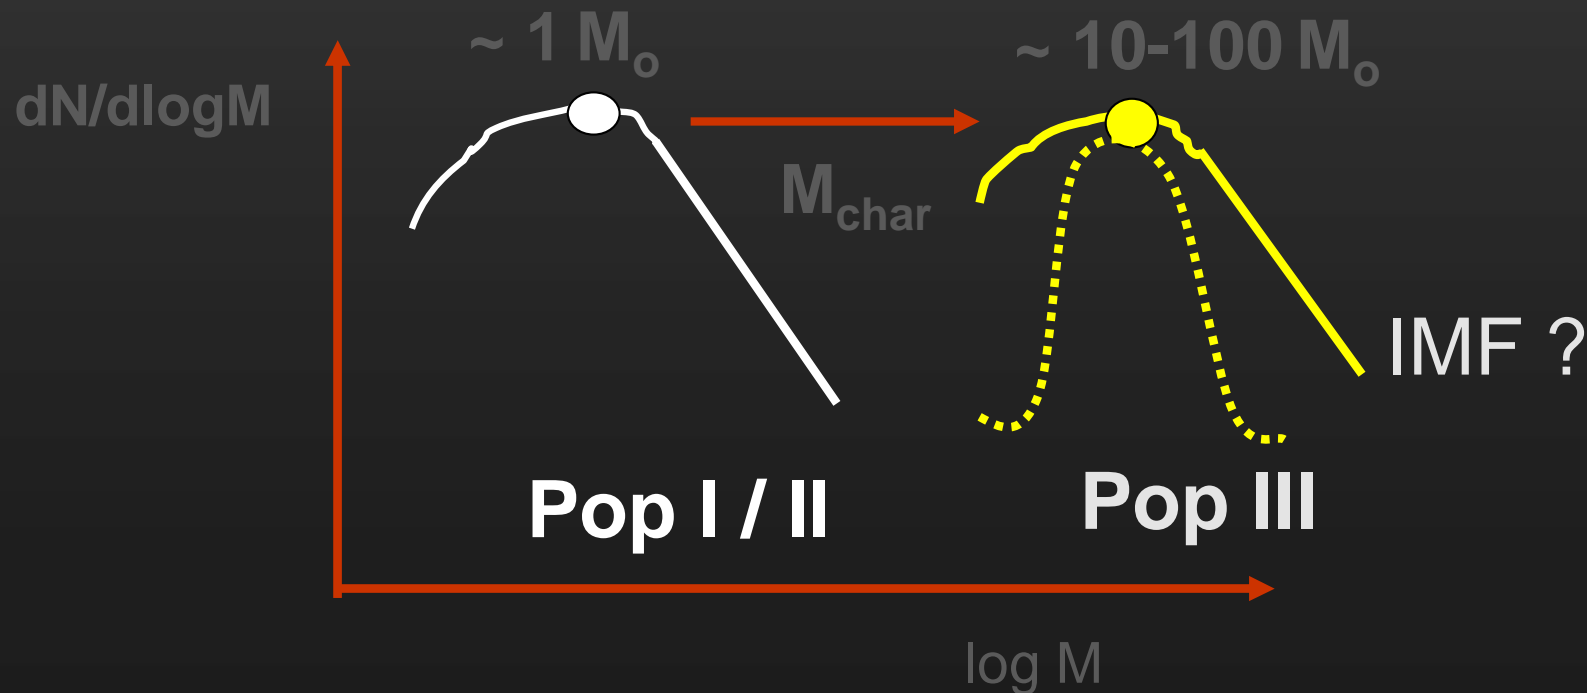 ~ 1 Mo
~ 10-100 Mo
dN/dlogM
Mchar
IMF ?
Pop I / II
Pop III
log M